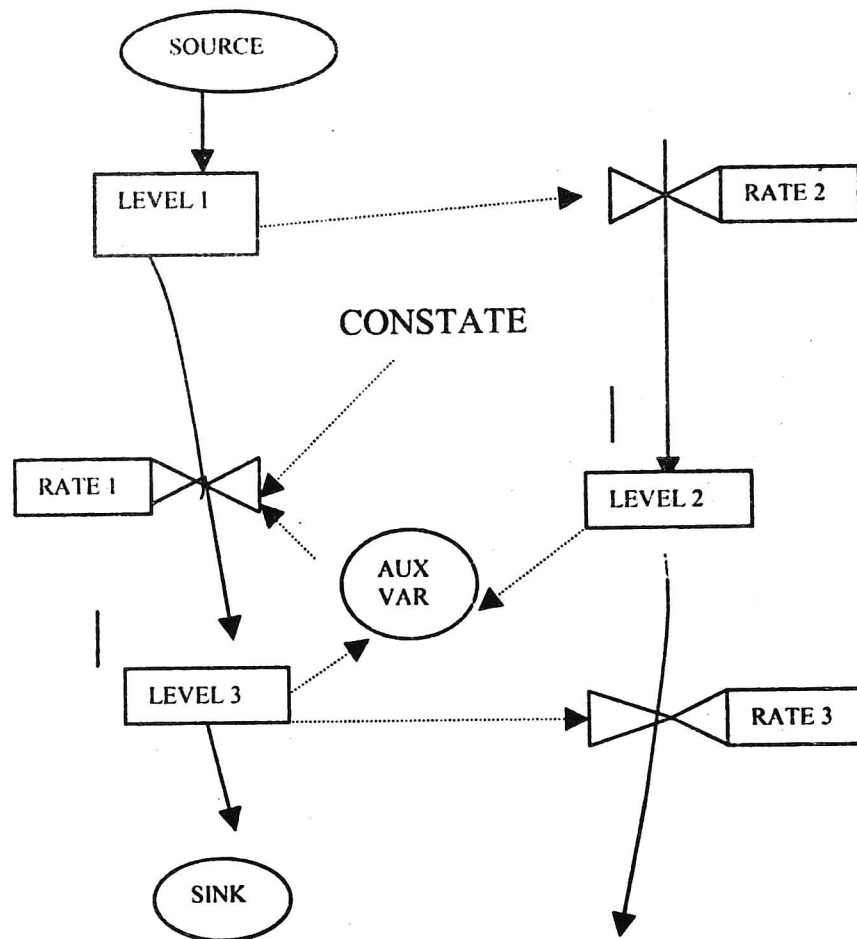 SOURCE
LEVEL 1
RATE 2
CONSTATE
RATE 1
LEVEL 2
AUX
VAR
LEVEL 3
RATE 3
SINK